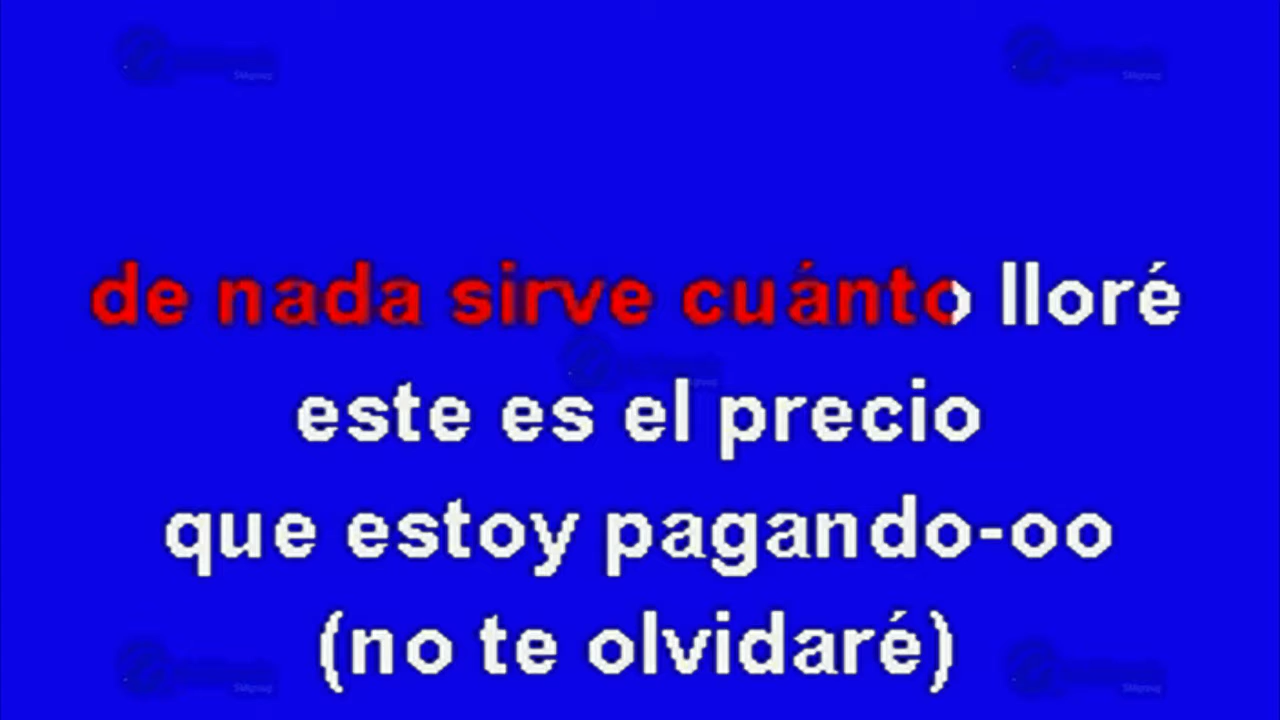 de nada sirve cuánto lloré
este es el precio
que estoy pagando-oo
(no te olvidaré)